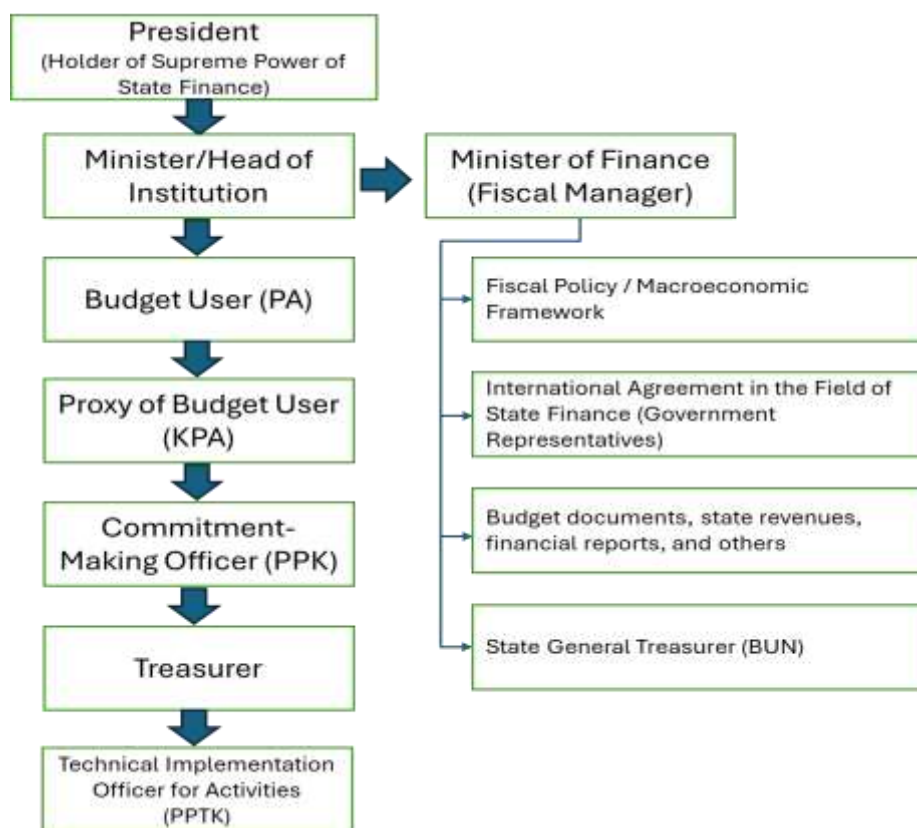 President
(Holder of Supreme Power of
State Finance)
Minister/Head of
Institution
Minister of Finance
(Fiscal Manager)
Budget User (PA)
Fiscal Policy / Macroeconomic
Framework
Proxy of Budget User
(KPA)
International Agreement in the Field of
State Finance (Government
Representatives)
Commitment-
Making Officer (PPK)
Budget documents, state revenues,
financial reports, and others
Treasurer
State General Treasurer (BUN)
Technical Implementation
Officer for Activities
(PPTK)